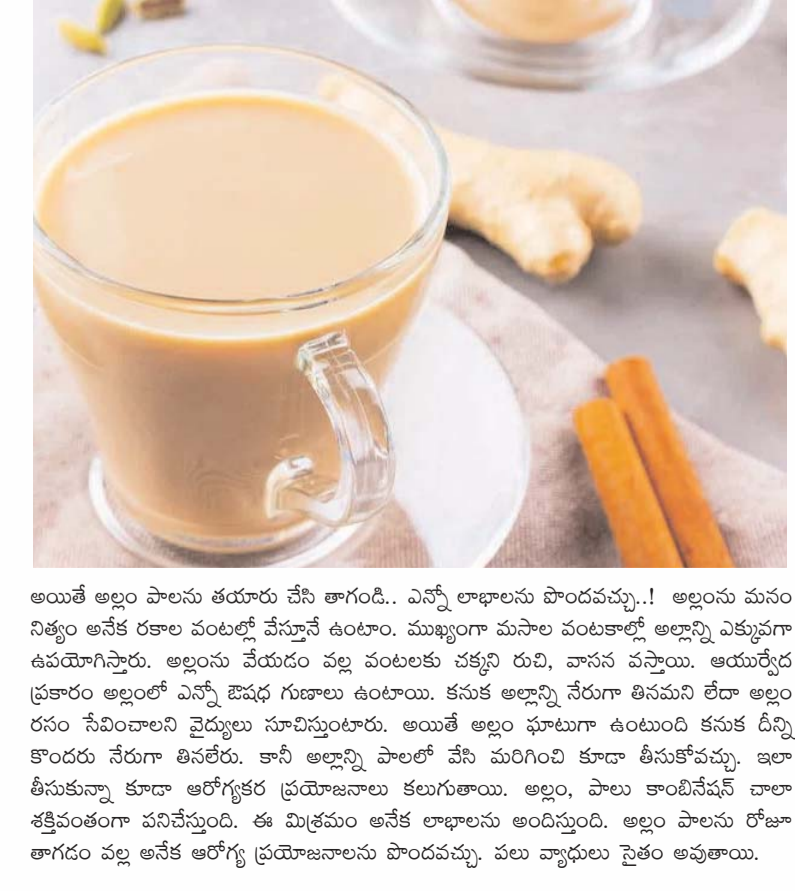 అయితే అల్లం పాలను తయారు చేసి తాగండి.. ఎన్నో లాభాలను పొందవచ్చు..! అల్లంను మనం
నిత్యం అనేక రకాల వంటల్లో వేస్తూనే ఉంటాం. ముఖ్యంగా మసాల వంటకాల్లో అల్లాన్ని ఎక్కువగా
ఉపయోగిస్తారు. అల్లంను వేయడం వల్ల వంటలకు చక్కని రుచి, వాసన వస్తాయి. ఆయుర్వేద
ప్రకారం అల్లంలో ఎన్నో ఔషధ గుణాలు ఉంటాయి. కనుక అల్లాన్ని నేరుగా తినమని లేదా అల్లం
రసం సేవించాలని వైద్యులు సూచిస్తుంటారు. అయితే అల్లం ఘాటుగా ఉంటుంది కనుక దీన్ని
కొందరు నేరుగా తినలేరు. కానీ అల్లాన్ని పాలలో వేసి మరిగించి కూడా తీసుకోవచ్చు. ఇలా
తీసుకున్నా కూడా ఆరోగ్యకర ప్రయోజనాలు కలుగుతాయి. అల్లం, పాలు కాంబినేషన్ చాలా
శక్తివంతంగా పనిచేస్తుంది. ఈ మిశ్రమం అనేక లాభాలను అందిస్తుంది. అల్లం పాలను రోజూ
తాగడం వల్ల అనేక ఆరోగ్య ప్రయోజనాలను పొందవచ్చు. పలు వ్యాధులు సైతం అవుతాయి.